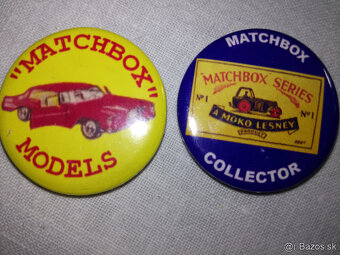 "MATCHBOX"
MODELS
MATCHBOX
MATCHBOX SERIES
Nº1
Nº1
A MOKO LESNEY
COLLECTOR
© Bazos.sk